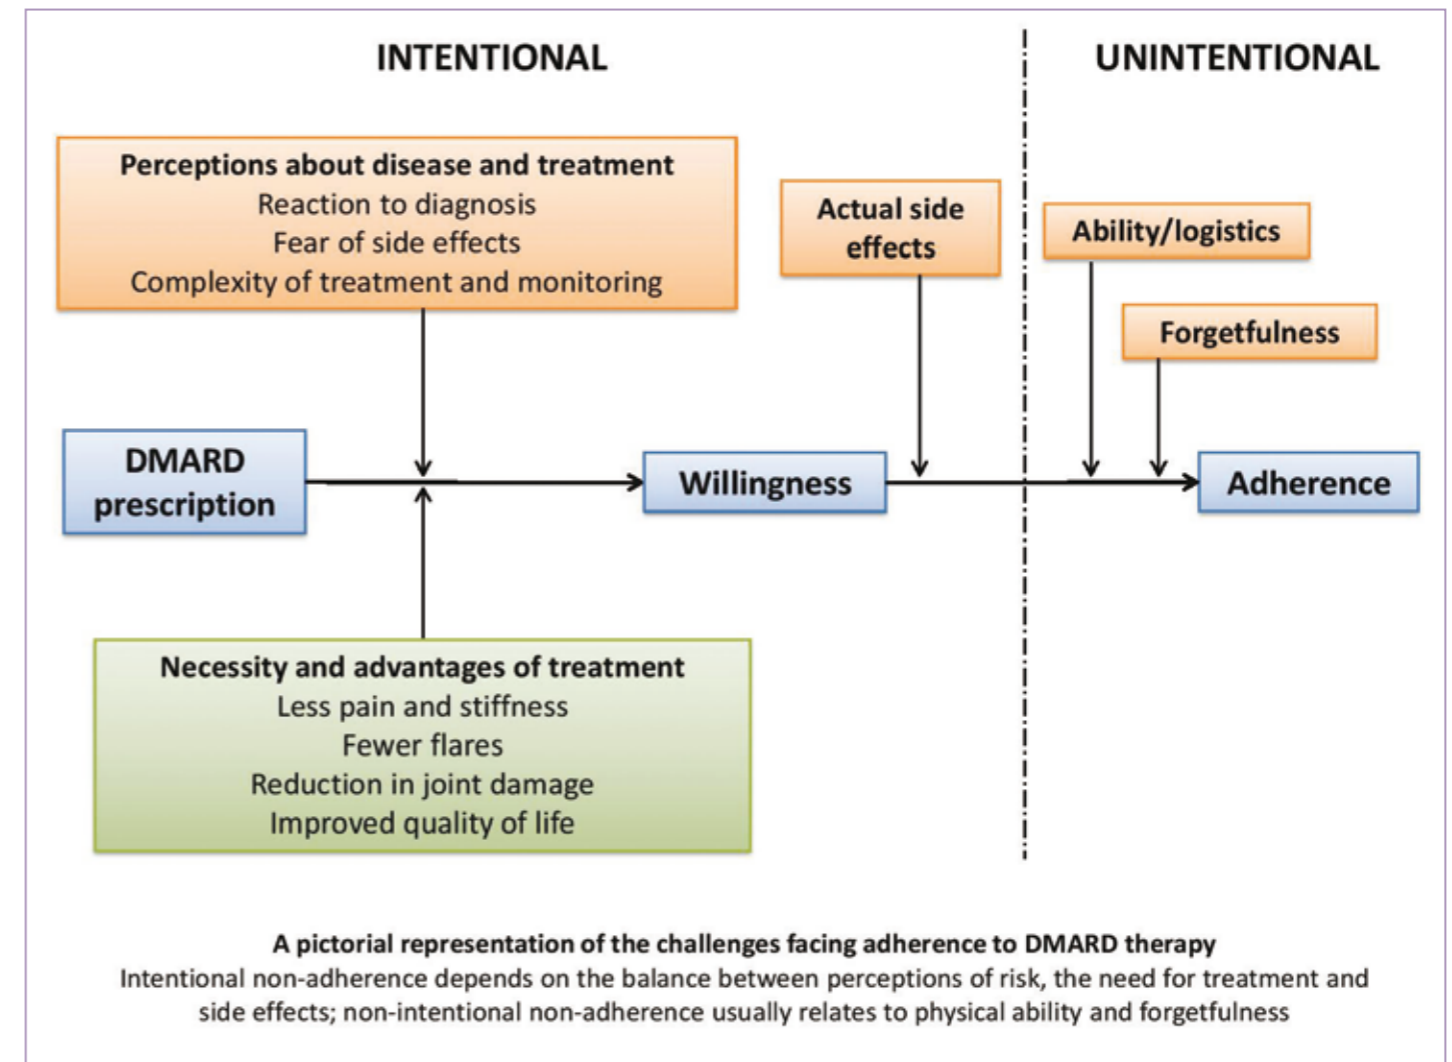 INTENTIONAL
UNINTENTIONAL
Perceptions about disease and treatment
Reaction to diagnosis
Fear of side effects
Complexity of treatment and monitoring
Actual side
effects
Ability/logistics
Forgetfulness
DMARD
prescription
Willingness
Adherence
Necessity and advantages of treatment
Less pain and stiffness
Fewer flares
Reduction in joint damage
Improved quality of life
A pictorial representation of the challenges facing adherence to DMARD therapy
Intentional non-adherence depends on the balance between perceptions of risk, the need for treatment and
side effects; non-intentional non-adherence usually relates to physical ability and forgetfulness